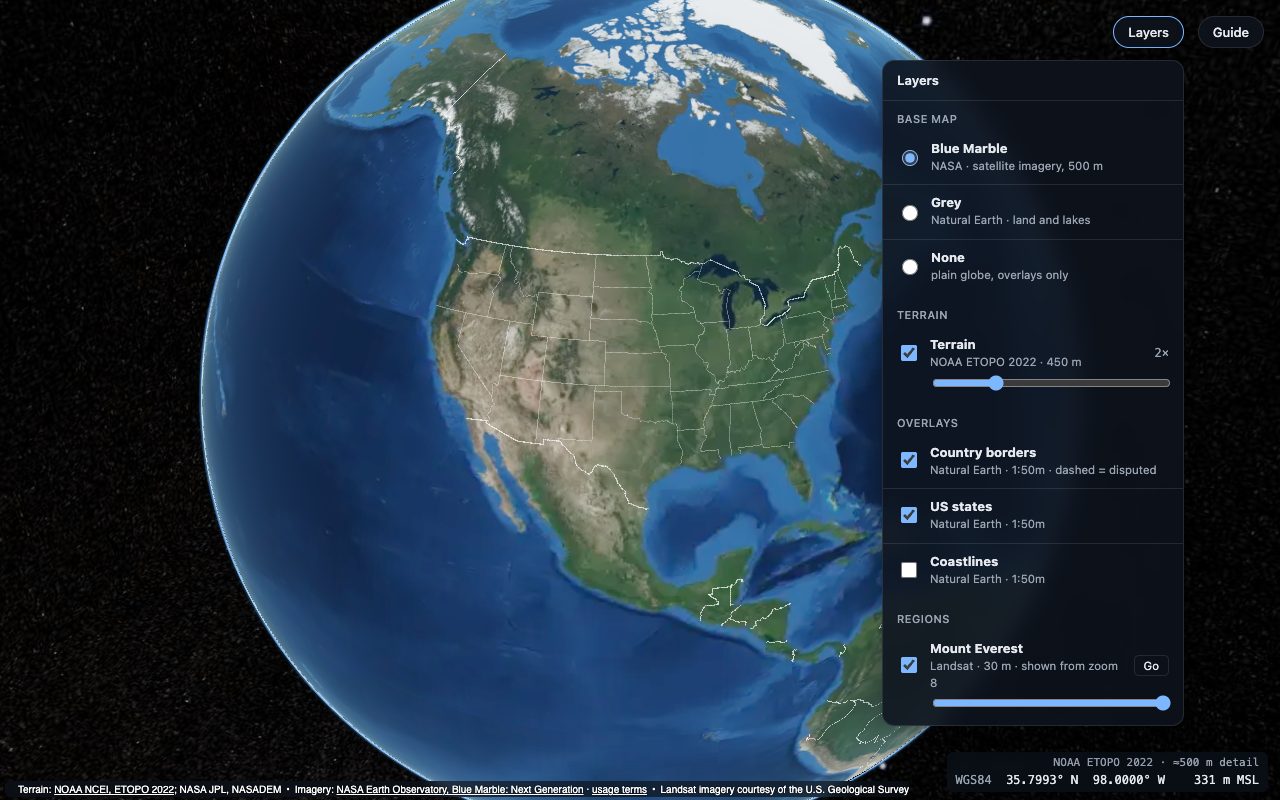 Layers
Guide
Layers
BASE MAP
Blue Marble
NASA · satellite imagery, 500 m
Grey
Natural Earth · land and lakes
None
plain globe, overlays only
TERRAIN
Terrain
NOAA ETOPO 2022 · 450 m
2×
OVERLAYS
Country borders
Natural Earth · 1:50m · dashed = disputed
US states
Natural Earth · 1:50m
Coastlines
Natural Earth · 1:50m
REGIONS
Mount Everest
Landsat · 30 m · shown from zoom
8
Go
NOAA ETOPO 2022 · ≈500 m detail
WGS84 35.7993° N 98.0000° W 331 m MSL
Terrain: NOAA NCEI, ETOPO 2022; NASA JPL, NASADEM • Imagery: NASA Earth Observatory, Blue Marble: Next Generation · usage terms • Landsat imagery courtesy of the U.S. Geological Survey